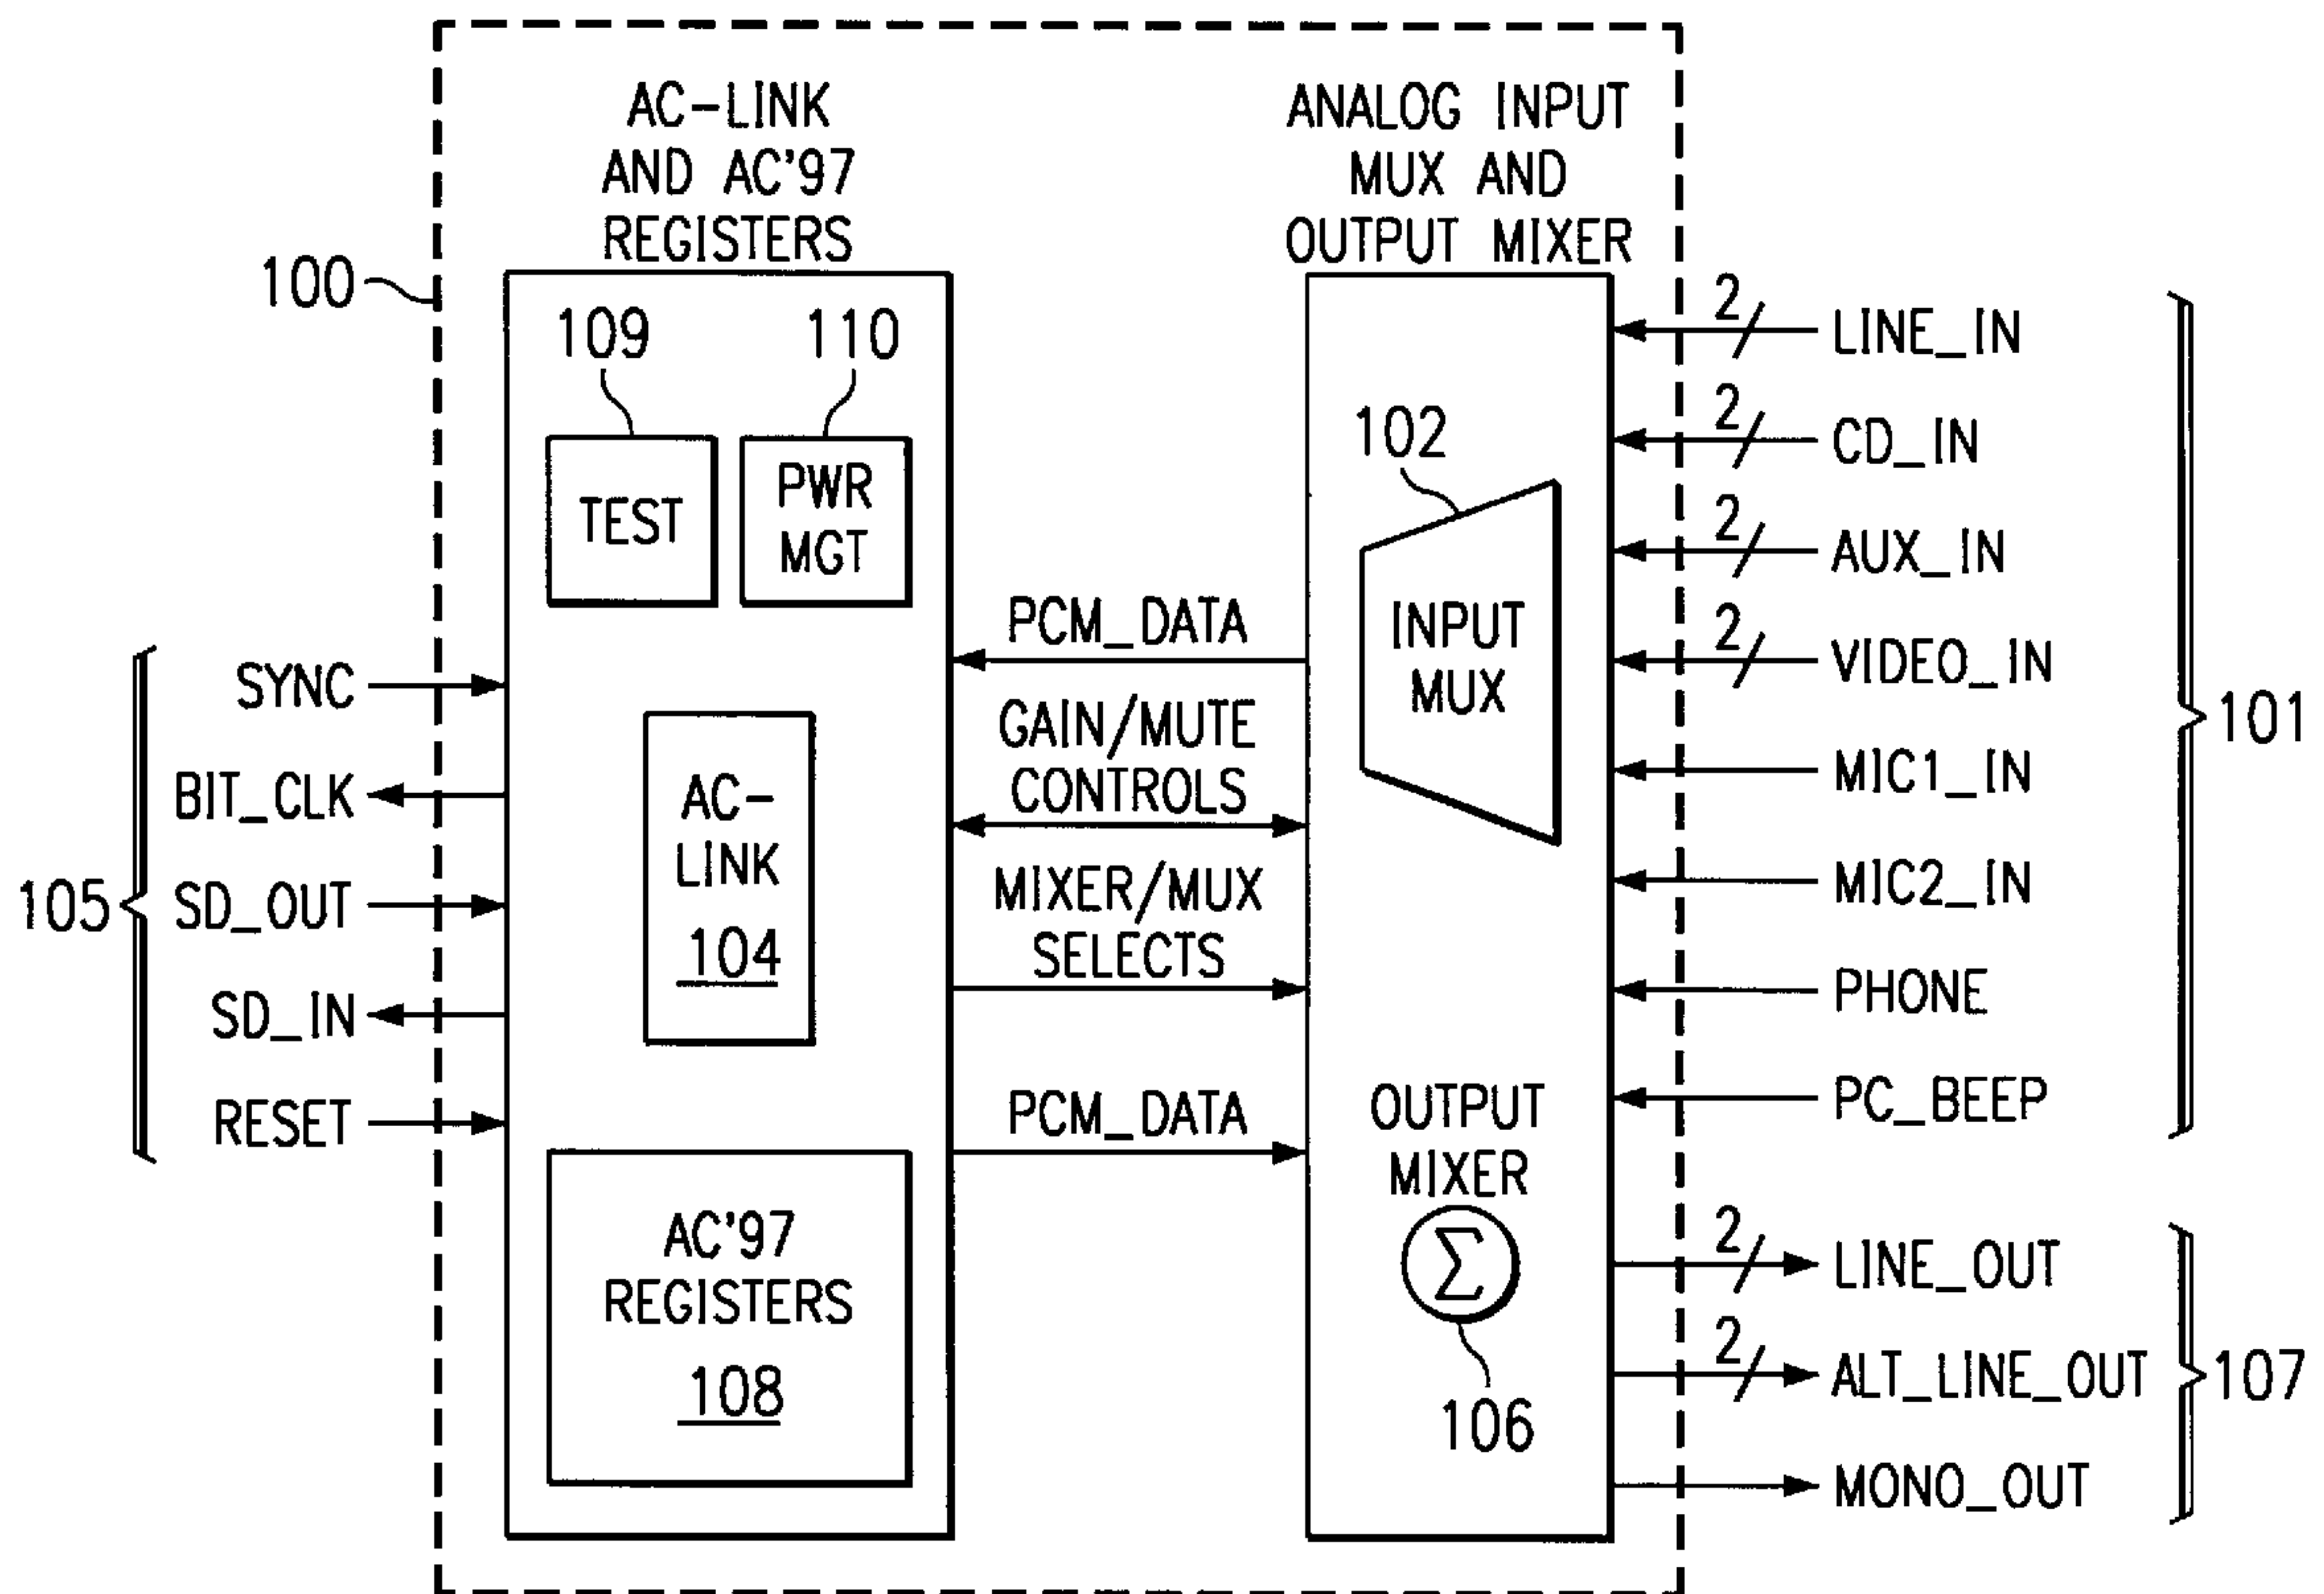 AC-LINK
AND AC'97
REGISTERS
ANALOG INPUT
MUX AND
OUTPUT MIXER
100
109
110
TEST
PWR
MGT
AC-
LINK
104
AC'97
REGISTERS
108
105
SYNC
BIT_CLK
SD_OUT
SD_IN
RESET
PCM_DATA
GAIN/MUTE
CONTROLS
MIXER/MUX
SELECTS
PCM_DATA
102
INPUT
MUX
OUTPUT
MIXER
Σ
106
2 LINE_IN
2 CD_IN
2 AUX_IN
2 VIDEO_IN
MIC1_IN
MIC2_IN
PHONE
PC_BEEP
101
2 LINE_OUT
2 ALT_LINE_OUT
MONO_OUT
107